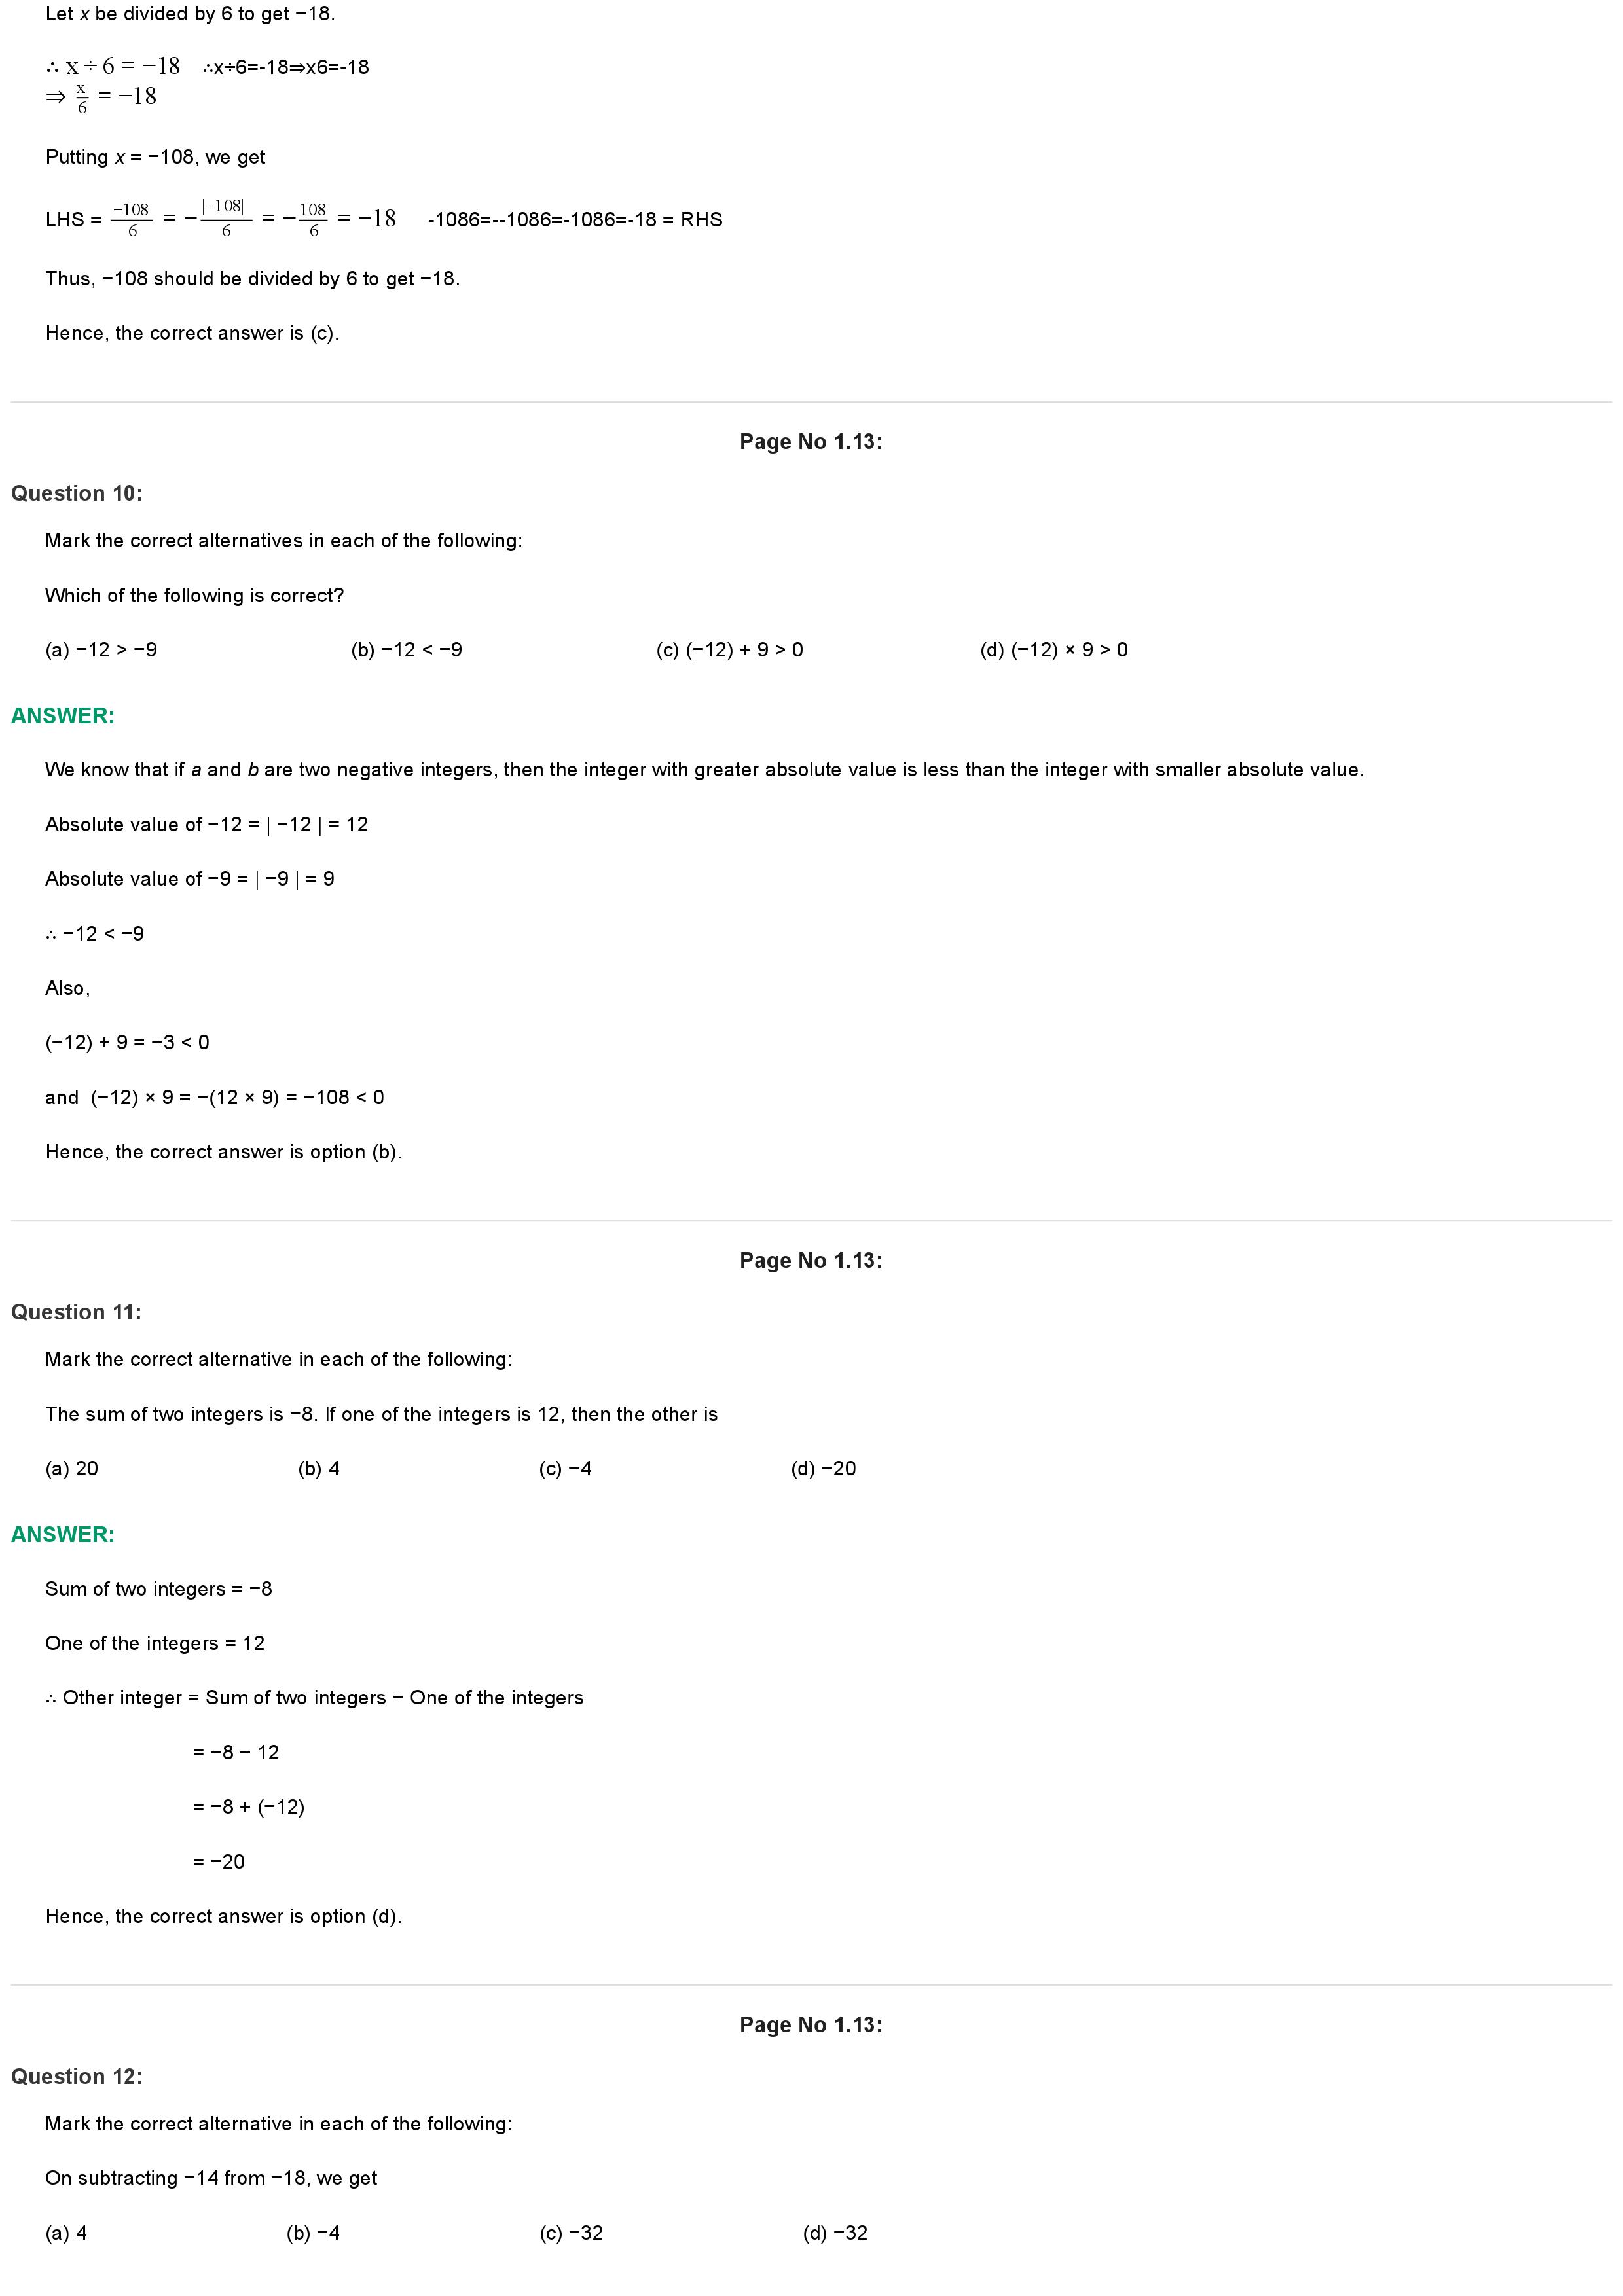 Let x be divided by 6 to get −18.
∴ x ÷ 6 = −18 ∴x÷6=-18⇒x6=-18
⇒ x/6 = −18
Putting x = −108, we get
LHS = −108/6 = −|−108|/6 = −108/6 = −18 -1086=--1086=-1086=-18 = RHS
Thus, −108 should be divided by 6 to get −18.
Hence, the correct answer is (c).
Page No 1.13:
Question 10:
Mark the correct alternatives in each of the following:
Which of the following is correct?
(a) −12 > −9 (b) −12 < −9 (c) (−12) + 9 > 0 (d) (−12) × 9 > 0
ANSWER:
We know that if a and b are two negative integers, then the integer with greater absolute value is less than the integer with smaller absolute value.
Absolute value of −12 = | −12 | = 12
Absolute value of −9 = | −9 | = 9
∴ −12 < −9
Also,
(−12) + 9 = −3 < 0
and (−12) × 9 = −(12 × 9) = −108 < 0
Hence, the correct answer is option (b).
Page No 1.13:
Question 11:
Mark the correct alternative in each of the following:
The sum of two integers is −8. If one of the integers is 12, then the other is
(a) 20 (b) 4 (c) −4 (d) −20
ANSWER:
Sum of two integers = −8
One of the integers = 12
∴ Other integer = Sum of two integers − One of the integers
= −8 − 12
= −8 + (−12)
= −20
Hence, the correct answer is option (d).
Page No 1.13:
Question 12:
Mark the correct alternative in each of the following:
On subtracting −14 from −18, we get
(a) 4 (b) −4 (c) −32 (d) −32